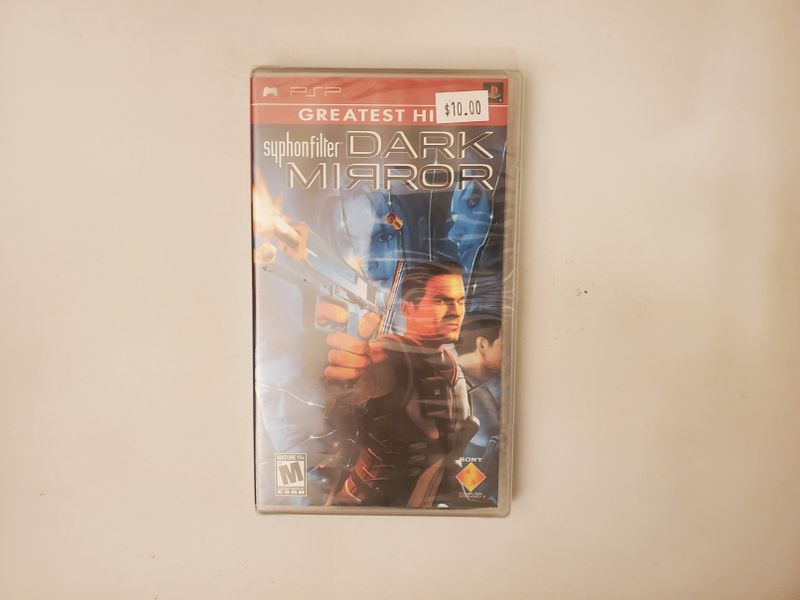 PSP
GREATEST HI
$10.00
syphonfilter DARK
MIRROR
MATURE 17+
M
ESRB
SONY